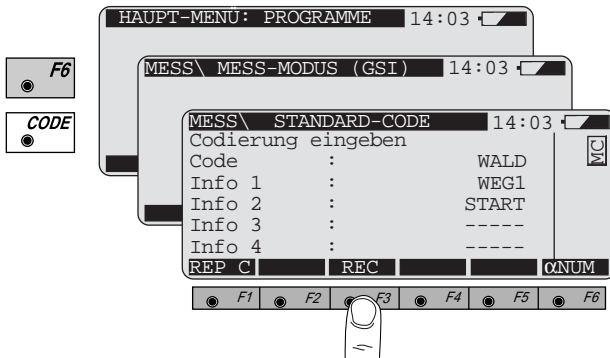 HAUPT-MENÜ: PROGRAMME 14:03
F6
MESS\ MESS-MODUS (GSI) 14:03
CODE
MESS\ STANDARD-CODE 14:03
Codierung eingeben
MC
Code : WALD
Info 1 : WEG1
Info 2 : START
Info 3 : -----
Info 4 : -----
REP C REC αNUM
F1 F2 F3 F4 F5 F6